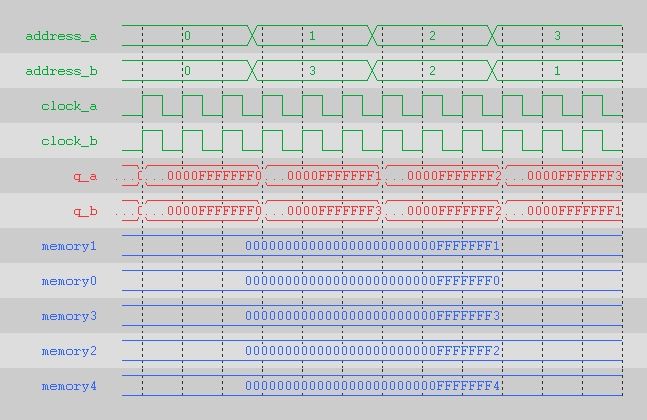 address_a 0 1 2 3
address_b 0 3 2 1
clock_a
clock_b
q_a ... ...0000FFFFFFF0 ...0000FFFFFFF1 ...0000FFFFFFF2 ...0000FFFFFFF3
q_b ... ...0000FFFFFFF0 ...0000FFFFFFF3 ...0000FFFFFFF2 ...0000FFFFFFF1
memory1 000000000000000000000000FFFFFFF1
memory0 000000000000000000000000FFFFFFF0
memory3 000000000000000000000000FFFFFFF3
memory2 000000000000000000000000FFFFFFF2
memory4 000000000000000000000000FFFFFFF4